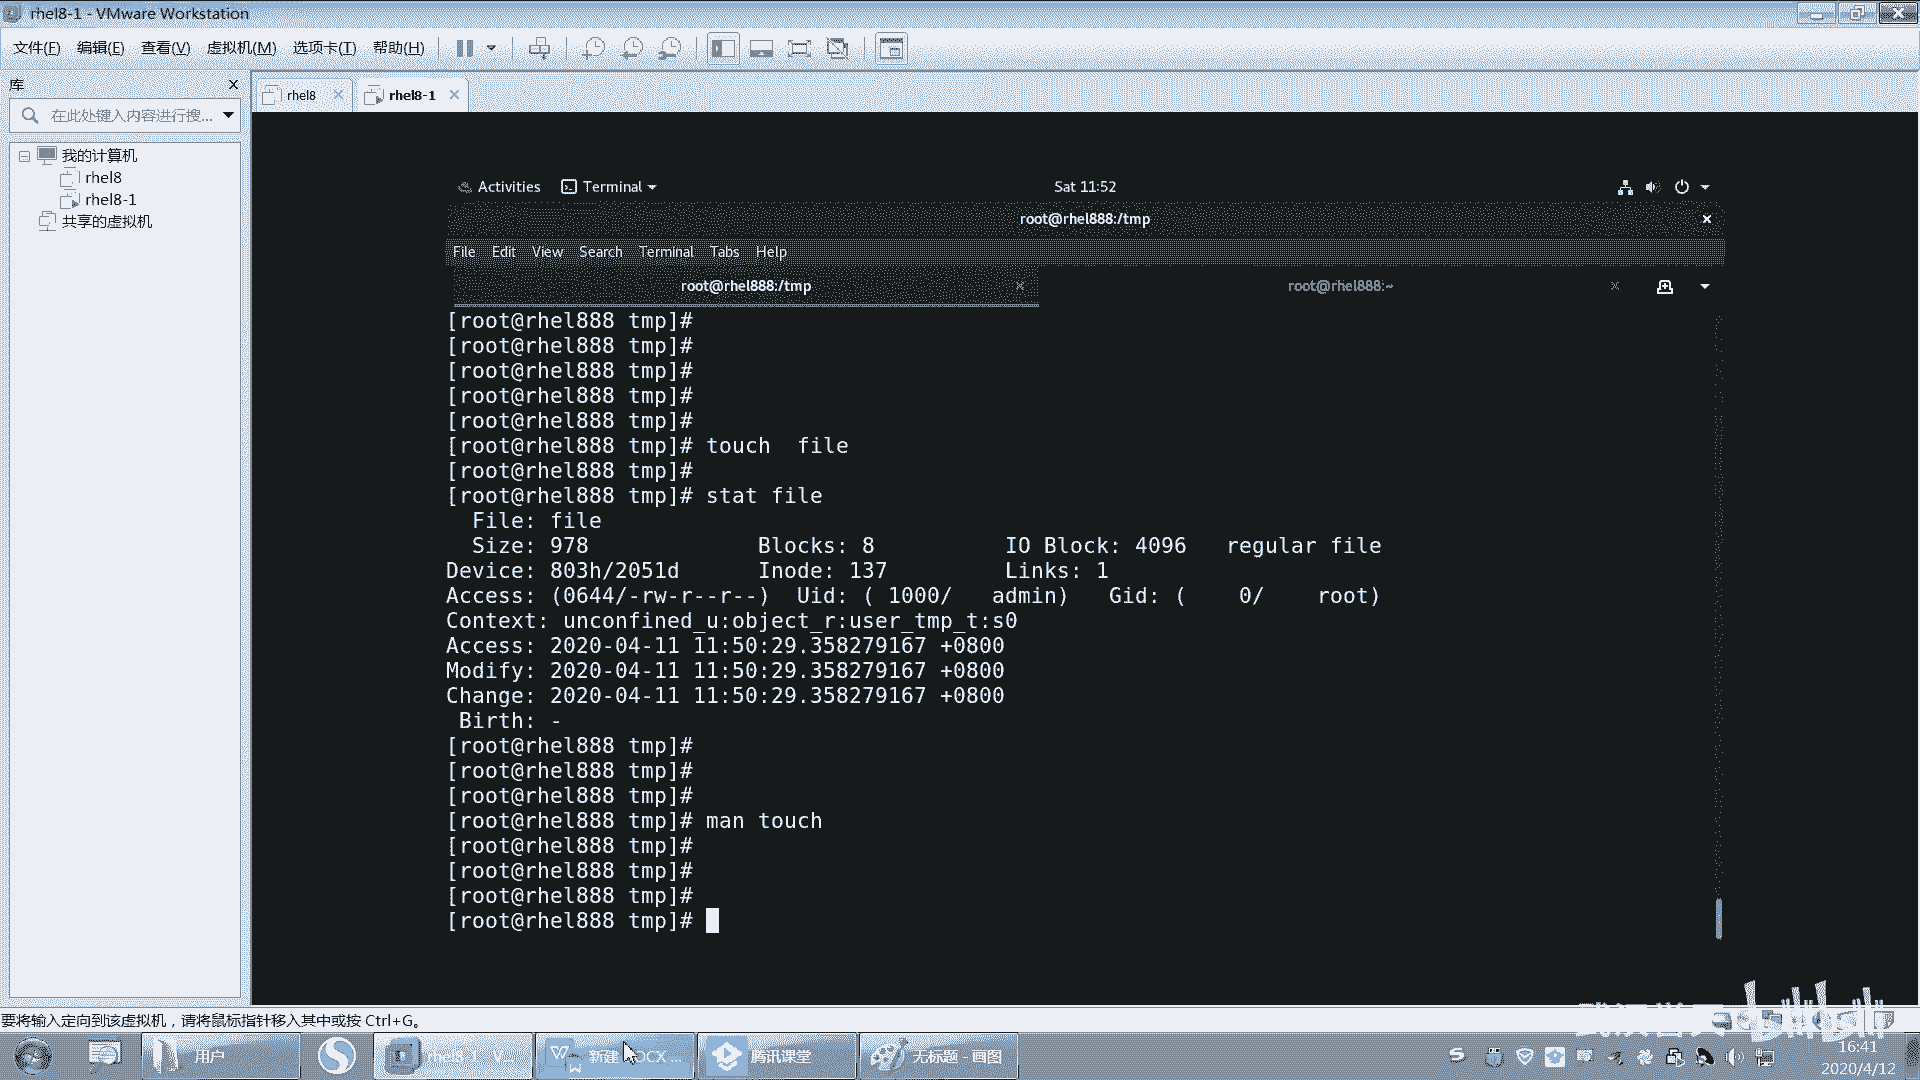 rhel8-1 - VMware Workstation
文件(F) 编辑(E) 查看(V) 虚拟机(M) 选项卡(T) 帮助(H)
库
在此处键入内容进行搜...
我的计算机
rhel8
rhel8-1
共享的虚拟机
rhel8
rhel8-1
Activities Terminal Sat 11:52
root@rhel888:/tmp
File Edit View Search Terminal Tabs Help
root@rhel888:/tmp root@rhel888:~
[root@rhel888 tmp]#
[root@rhel888 tmp]#
[root@rhel888 tmp]#
[root@rhel888 tmp]#
[root@rhel888 tmp]#
[root@rhel888 tmp]# touch  file
[root@rhel888 tmp]#
[root@rhel888 tmp]# stat file
  File: file
  Size: 978             Blocks: 8          IO Block: 4096   regular file
Device: 803h/2051d      Inode: 137         Links: 1
Access: (0644/-rw-r--r--)  Uid: ( 1000/   admin)   Gid: (    0/    root)
Context: unconfined_u:object_r:user_tmp_t:s0
Access: 2020-04-11 11:50:29.358279167 +0800
Modify: 2020-04-11 11:50:29.358279167 +0800
Change: 2020-04-11 11:50:29.358279167 +0800
 Birth: -
[root@rhel888 tmp]#
[root@rhel888 tmp]#
[root@rhel888 tmp]#
[root@rhel888 tmp]# man touch
[root@rhel888 tmp]#
[root@rhel888 tmp]#
[root@rhel888 tmp]#
[root@rhel888 tmp]#
要将输入定向到该虚拟机，请将鼠标指针移入其中或按 Ctrl+G。
bilibili
用户 rhel8-1 - V... 新建 DOCX ... 腾讯课堂 无标题 - 画图
16:41
2020/4/12